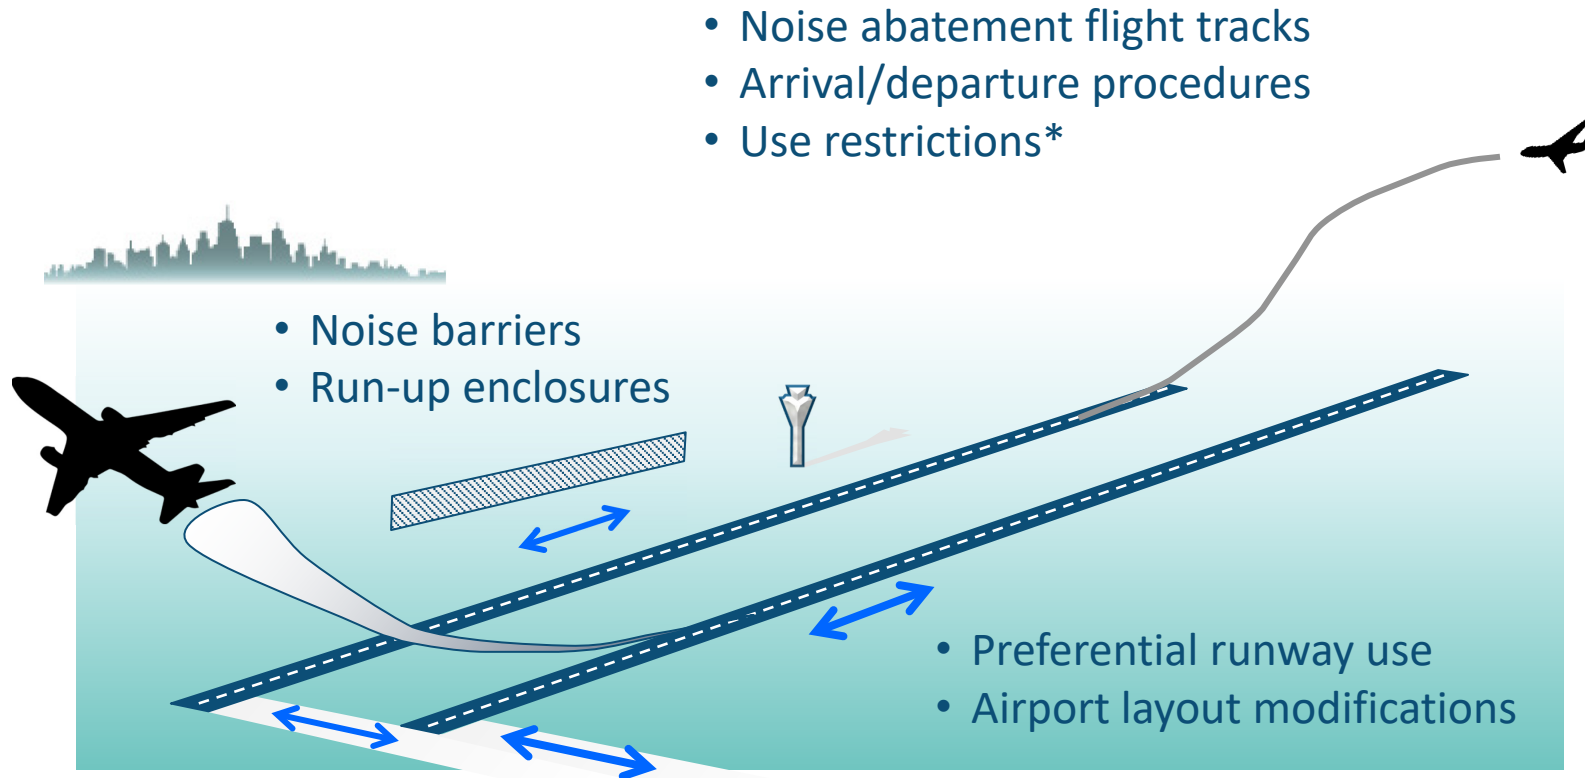 • Noise abatement flight tracks
• Arrival/departure procedures
• Use restrictions*
• Noise barriers
• Run-up enclosures
• Preferential runway use
• Airport layout modifications